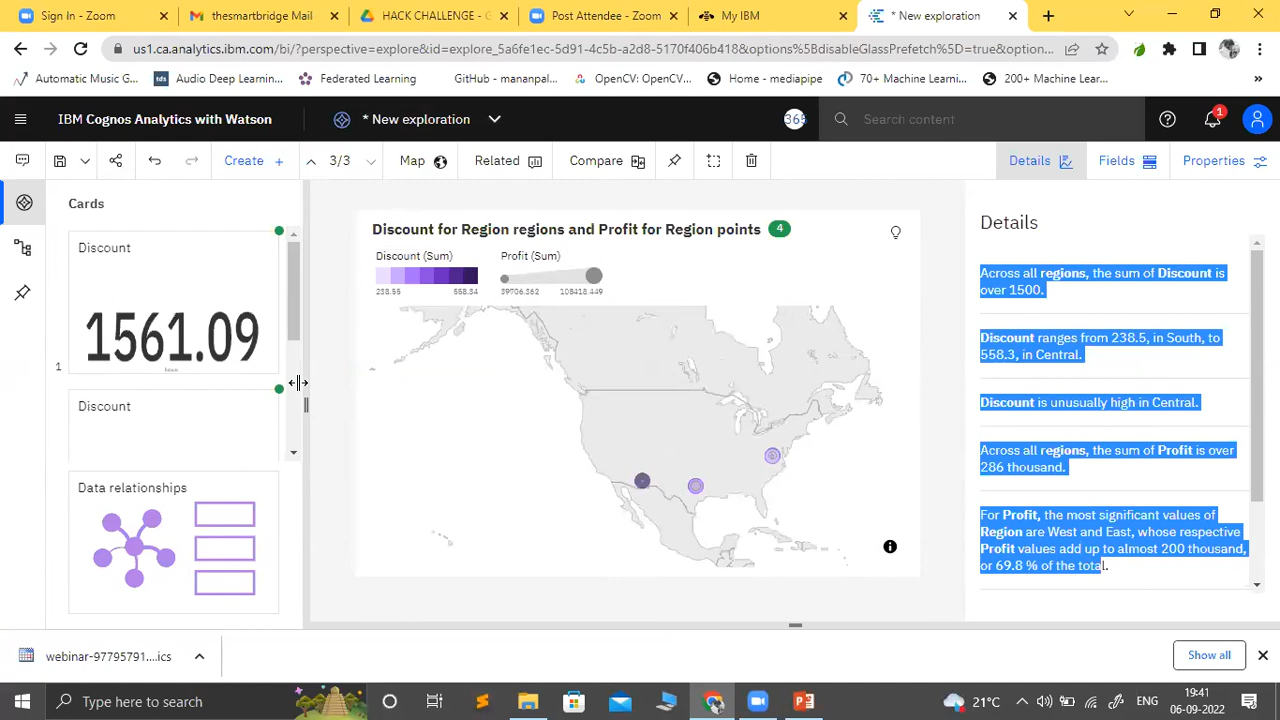 Sign In - Zoom
thesmartbridge Mail
HACK CHALLENGE - G
Post Attendee - Zoom
My IBM
* New exploration
us1.ca.analytics.ibm.com/bi/?perspective=explore&id=explore_5a6fe1ec-5d91-4c5b-a2d8-5170f406b418&options%5BdisableGlassPrefetch%5D=true&option...
Automatic Music G...
Audio Deep Learnin...
Federated Learning
GitHub - mananpal...
OpenCV: OpenCV...
Home - mediapipe
70+ Machine Learni...
200+ Machine Lear...
IBM Cognos Analytics with Watson
* New exploration
365
Search content
1
Create
3/3
Map
Related
Compare
Details
Fields
Properties
Cards
Discount
1561.09
1
Discount
Data relationships
Discount for Region regions and Profit for Region points
4
Discount (Sum)
Profit (Sum)
238.55
558.34
39706.362
108418.449
Details
Across all regions, the sum of Discount is
over 1500.
Discount ranges from 238.5, in South, to
558.3, in Central.
Discount is unusually high in Central.
Across all regions, the sum of Profit is over
286 thousand.
For Profit, the most significant values of
Region are West and East, whose respective
Profit values add up to almost 200 thousand,
or 69.8 % of the total.
webinar-97795791....ics
Show all
Type here to search
21°C
ENG
19:41
06-09-2022